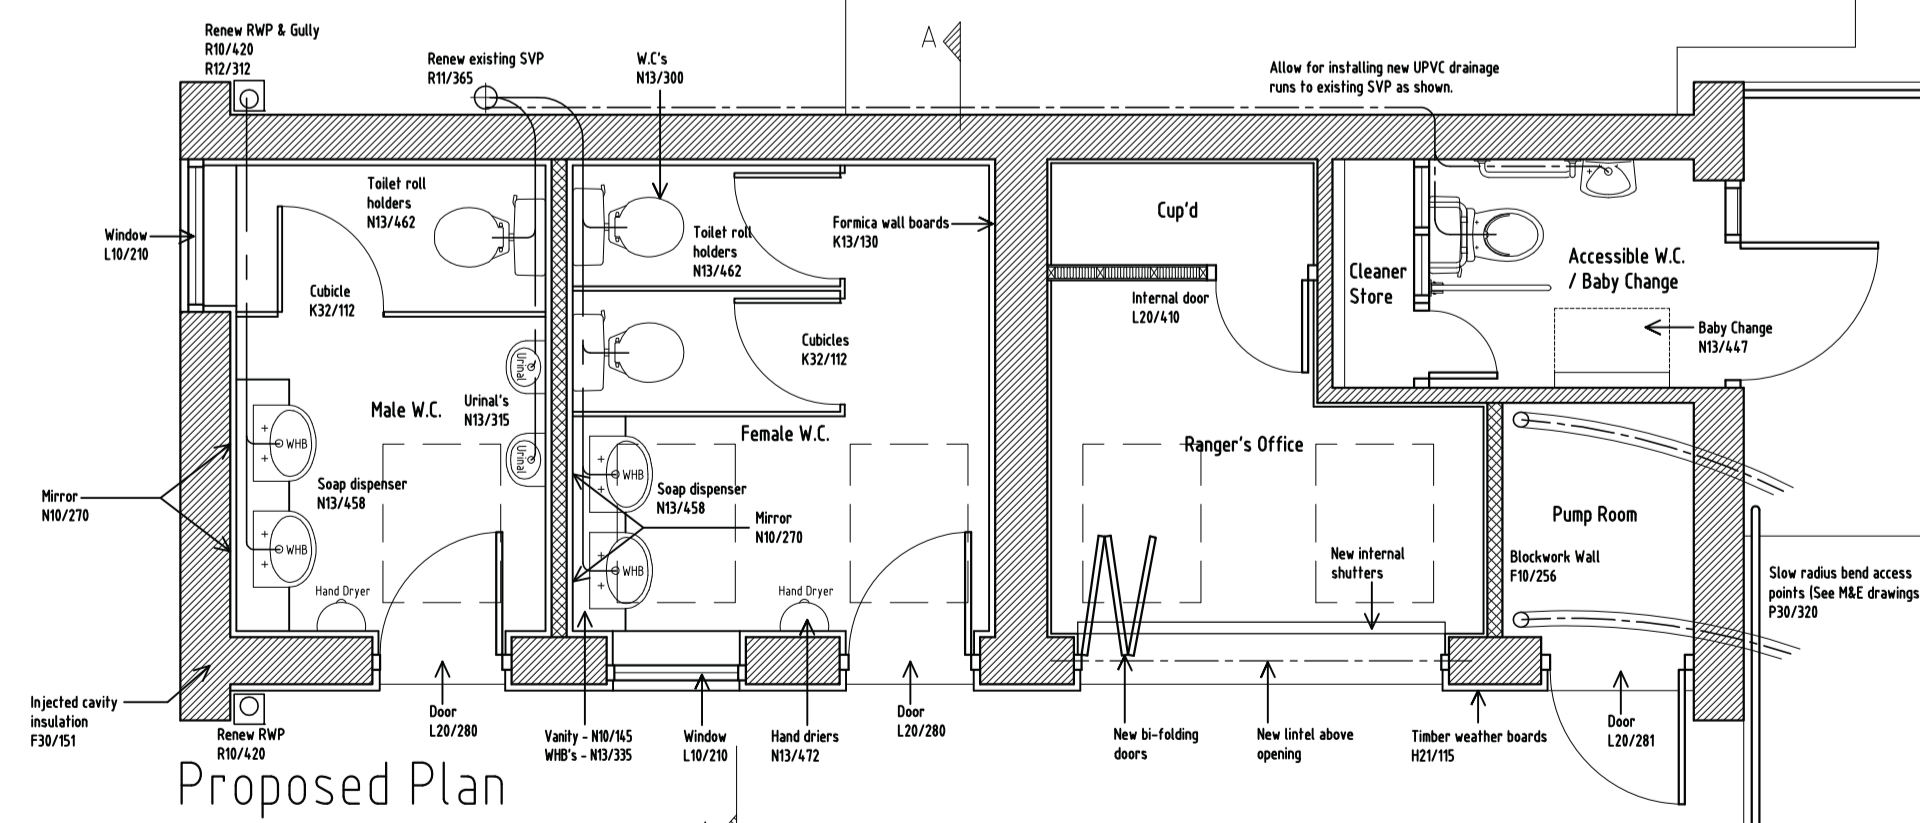 Renew RWP & Gully
R10/420
R12/312
Renew existing SVP
R11/365
W.C's
N13/300
A
Allow for installing new UPVC drainage
runs to existing SVP as shown.
Window
L10/210
Toilet roll
holders
N13/462
Cubicle
K32/112
Toilet roll
holders
N13/462
Formica wall boards
K13/130
Cubicles
K32/112
Cup'd
Internal door
L20/410
Cleaner
Store
Accessible W.C.
/ Baby Change
Baby Change
N13/447
Male W.C.
Urinal's
N13/315
Urinal
Urinal
WHB
WHB
Mirror
N10/270
Soap dispenser
N13/458
Hand Dryer
Female W.C.
WHB
WHB
Soap dispenser
N13/458
Mirror
N10/270
Hand Dryer
Ranger's Office
New internal
shutters
Pump Room
Blockwork Wall
F10/256
Slow radius bend access
points (See M&E drawings
P30/320
Injected cavity
insulation
F30/151
Renew RWP
R10/420
Door
L20/280
Vanity - N10/145
WHB's - N13/335
Window
L10/210
Hand driers
N13/472
Door
L20/280
New bi-folding
doors
New lintel above
opening
Timber weather boards
H21/115
Door
L20/281
Proposed Plan